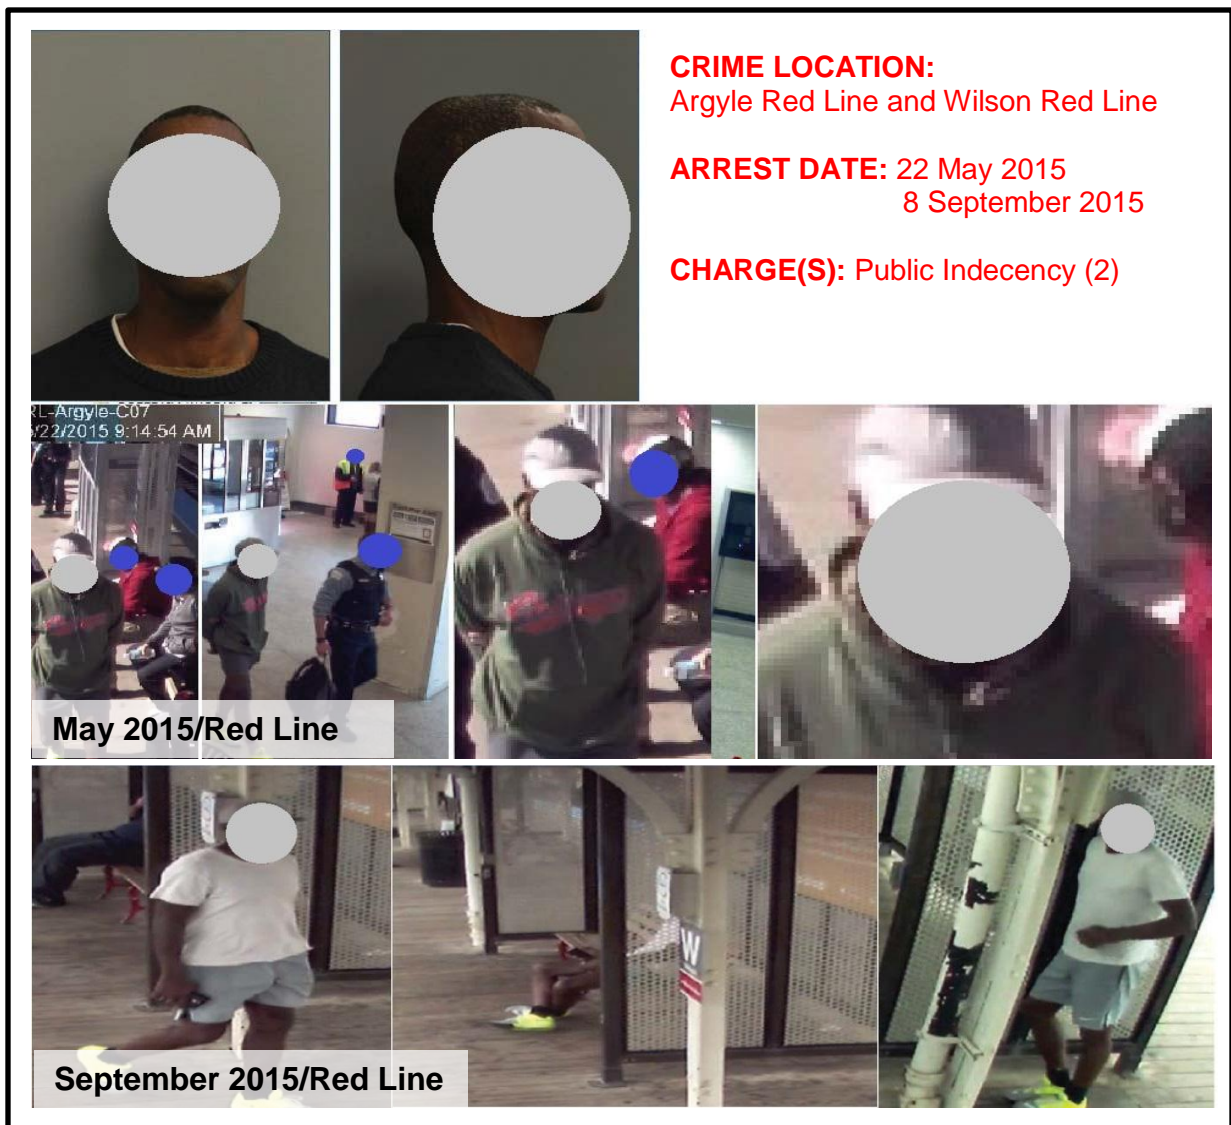 CRIME LOCATION:
Argyle Red Line and Wilson Red Line
ARREST DATE: 22 May 2015
8 September 2015
CHARGE(S): Public Indecency (2)
RL-Argyle-C07
/22/2015 9:14:54 AM
May 2015/Red Line
W
September 2015/Red Line